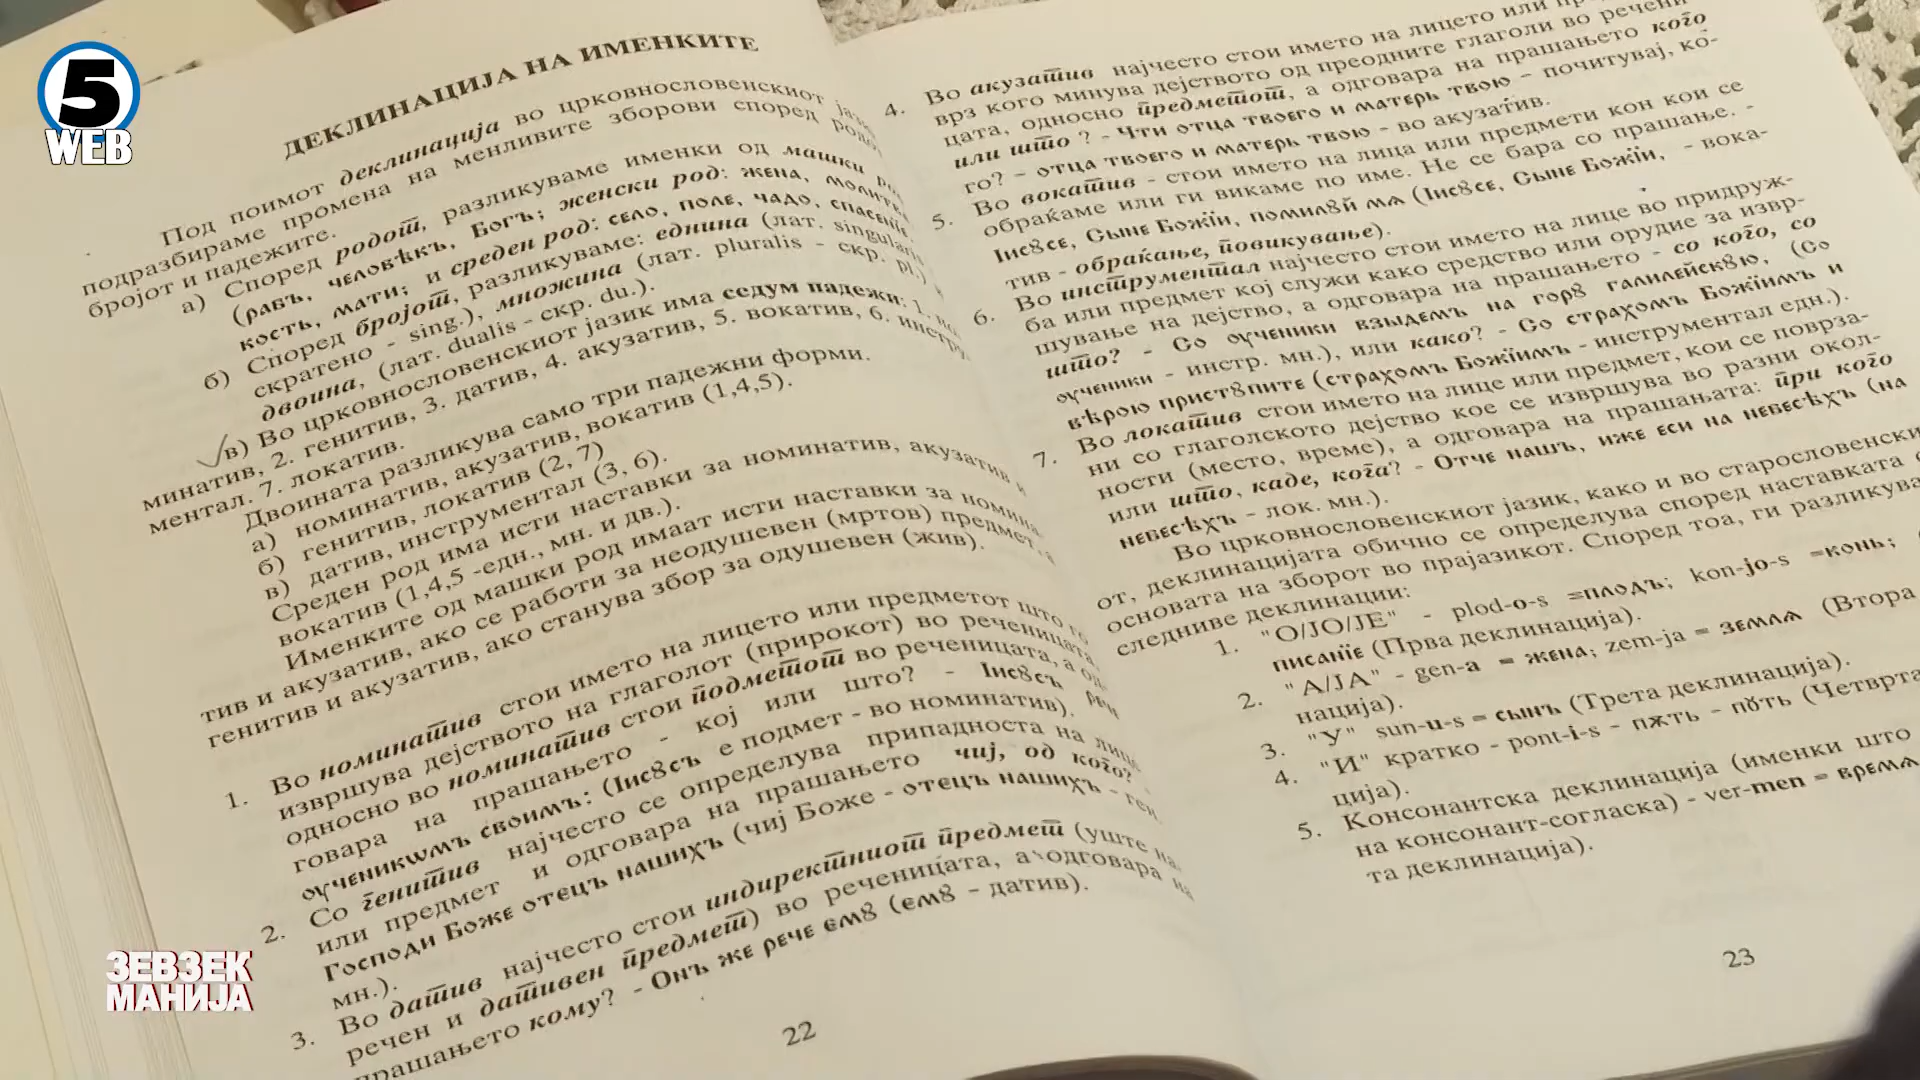 5
WEB
ДЕКЛИНАЦИЈА НА ИМЕНКИТЕ
Под поимот деклинација во црковнословенскиот
подразбираме промена на менливите зборови според
бројот и падежите.
а) Според родот, разликуваме именки од машки
(рабъ, человѣкъ, Богъ; женски род: жена,
кость, мати; и среден род: село, поле, чадо,
б) Според бројот, разликуваме: еднина (лат.
скратено - sing.), множина (лат. pluralis - скр. pl.)
двоина, (лат. dualis - скр. du.).
в) Во црковнословенскиот јазик има седум падежи: 1.
минатив, 2. генитив, 3. датив, 4. акузатив, 5. вокатив, 6.
ментал. 7. локатив.
Двоината разликува само три падежни форми.
а) номинатив, акузатив, вокатив (1,4,5).
б) генитив, локатив (2, 7)
в) датив, инструментал (3, 6).
Среден род има исти наставки за номинатив, акузатив и
вокатив (1,4,5 -едн., мн. и дв.).
Именките од машки род имаат исти наставки за
тив и акузатив, ако се работи за неодушевен (мртов)
генитив и акузатив, ако станува збор за одушевен (жив).
1. Во номинатив стои името на лицето или предметот што
извршува дејството на глаголот (прирокот) во реченицата,
односно во номинатив стои подметот во реченицата, а
говара на прашањето - кој или што? - Інсꙋсъ
оученикѡмъ своимъ: (Інсꙋсъ е подмет - во номинатив).
2. Со генитив најчесто се определува припадноста на
или предмет и одговара на прашањето чиј, од кого?
Господи Боже отецъ нашихъ (чиј Боже - отецъ нашихъ -
мн.).
3. Во датив најчесто стои индиректниот предмет (уште
речен и дативен предмет) во реченицата, а одговара
прашањето кому? - Онъ же рече емꙋ (емꙋ - датив).
22
4. Во акузатив најчесто стои името на лицето или
врз кого минува дејството од преодните глаголи во
цата, односно предметот, а одговара на прашањето кого
или што ? - Чти отца твоего и матерь твою - почитувај, ко-
го? - отца твоего и матерь твою - во акузатив.
5. Во вокатив - стои името на лица или предмети кон кои се
обраќаме или ги викаме по име. Не се бара со прашање. -
Інсꙋсе, Сыне Божїи, помилꙋй мѧ (Інсꙋсе, Сыне Божїи, - вока-
тив - обраќање, повикување).
6. Во инструментал најчесто стои името на лице во придруж-
ба или предмет кој служи како средство или орудие за извр-
шување на дејство, а одговара на прашањето - со кого, со
што? - Со оученики взыдемъ на горꙋ галилейскꙋю, (Со
оученики - инстр. мн.), или како? - Со страхомъ Божїимъ и
вѣрою пристꙋпите (страхомъ Божїимъ - инструментал едн.).
7. Во локатив стои името на лице или предмет, кои се поврза-
ни со глаголското дејство кое се извршува во разни окол-
ности (место, време), а одговара на прашањата: при кого
или што, каде, кога? - Отче нашъ, иже еси на небесѣхъ (на
небесѣхъ - лок. мн.).
Во црковнословенскиот јазик, како и во старословенски
от, деклинацијата обично се определува според наставката
основата на зборот во прајазикот. Според тоа, ги
следниве деклинации:
1. "О/ЈО/ЈЕ" - plod-o-s =плодъ; kon-jo-s =конь;
писанїе (Прва деклинација).
2. "А/ЈА" - gen-a = жена; zem-ja = землѧ (Втора
нација).
3. "У" sun-u-s = сынъ (Трета деклинација).
4. "И" кратко - pont-i-s - пѫть - пꙋть (Четврта
ција).
5. Консонантска деклинација (именки што
на консонант-согласка) - ver-men = времѧ
та деклинација).
23
ЗЕВЗЕК
МАНИЈА